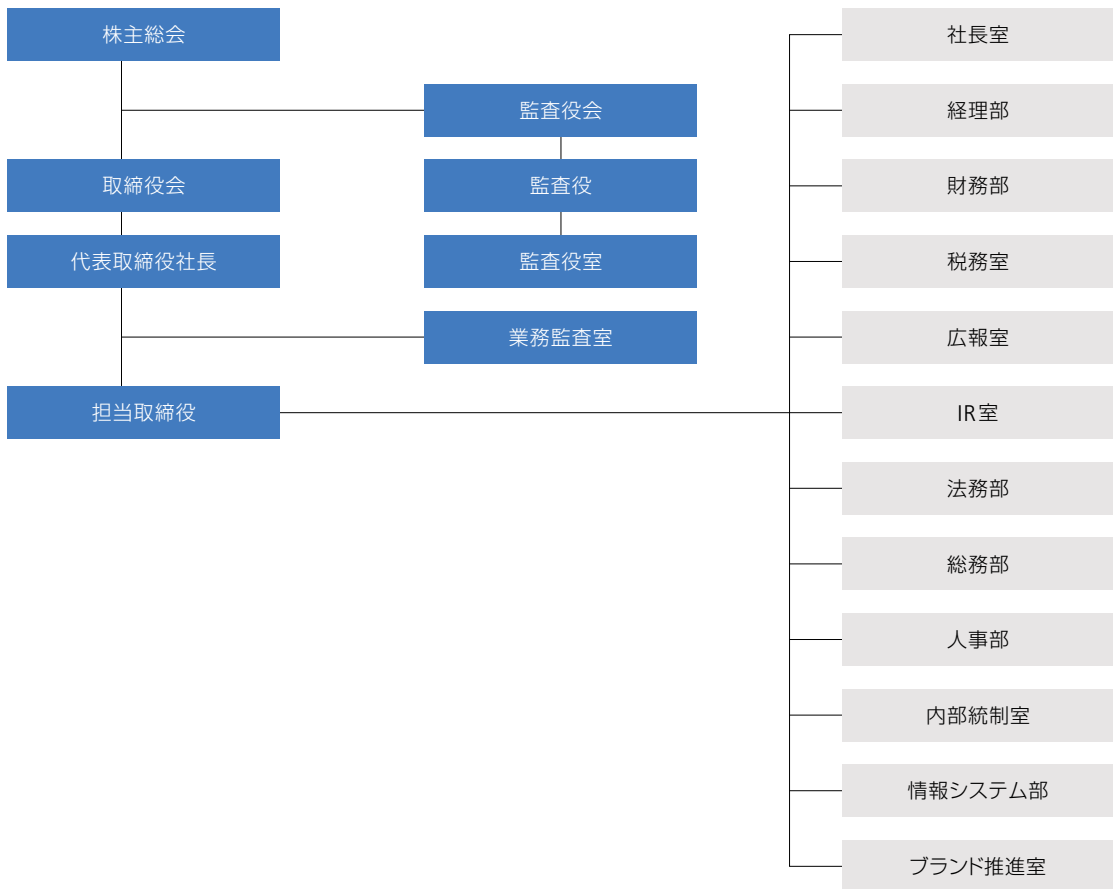 株主総会
監査役会
取締役会
監査役
代表取締役社長
監査役室
業務監査室
担当取締役
社長室
経理部
財務部
税務室
広報室
IR室
法務部
総務部
人事部
内部統制室
情報システム部
ブランド推進室